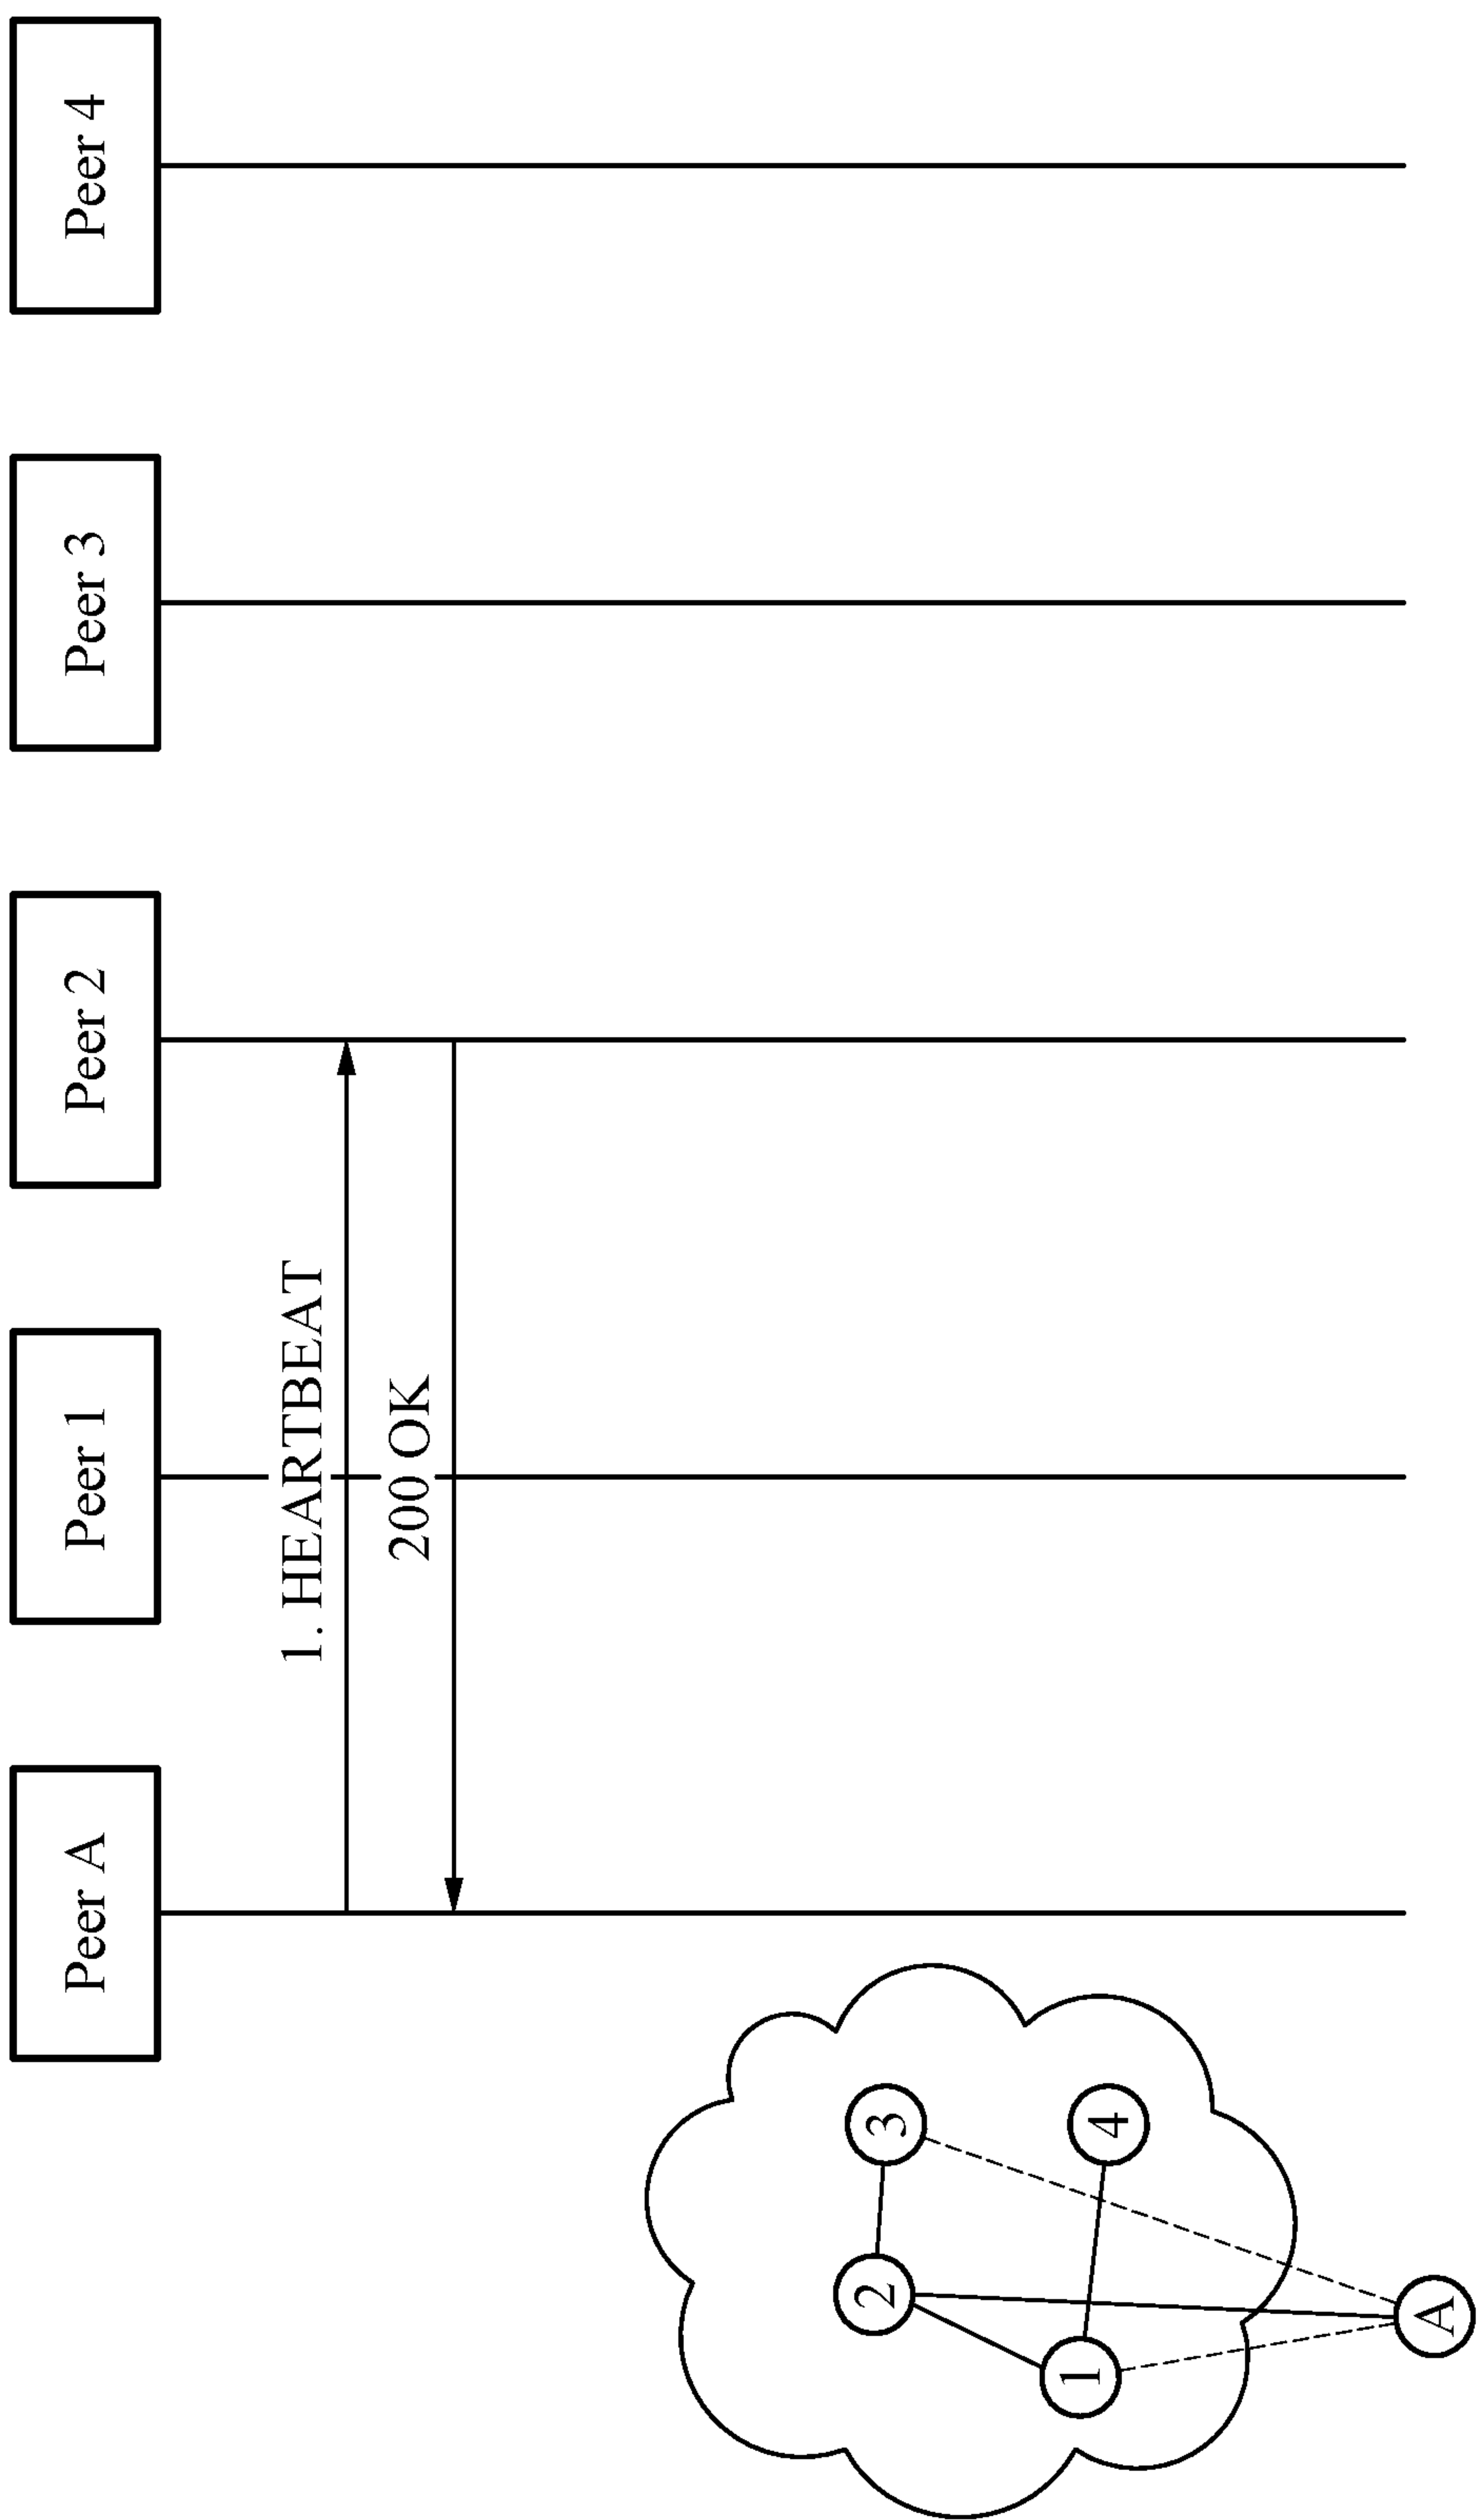 Peer A
Peer 1
Peer 2
Peer 3
Peer 4
1. HEARTBEAT
200 OK
2
3
1
4
A